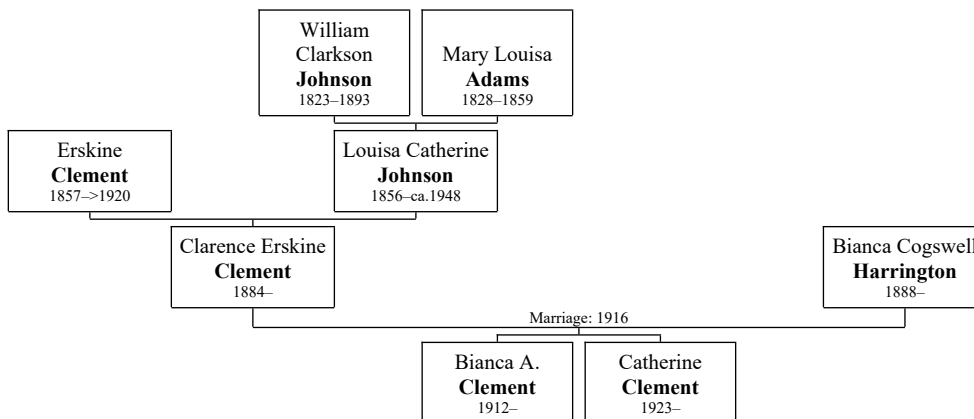 William
Clarkson
Johnson
1823–1893
Mary Louisa
Adams
1828–1859
Erskine
Clement
1857–>1920
Louisa Catherine
Johnson
1856–ca.1948
Clarence Erskine
Clement
1884–
Bianca Cogswell
Harrington
1888–
Marriage: 1916
Bianca A.
Clement
1912–
Catherine
Clement
1923–